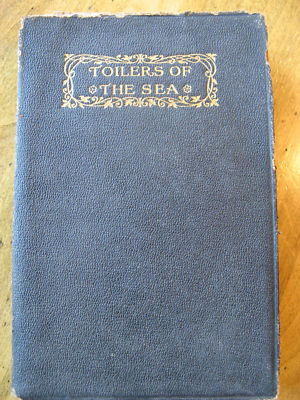 TOILERS OF
THE SEA